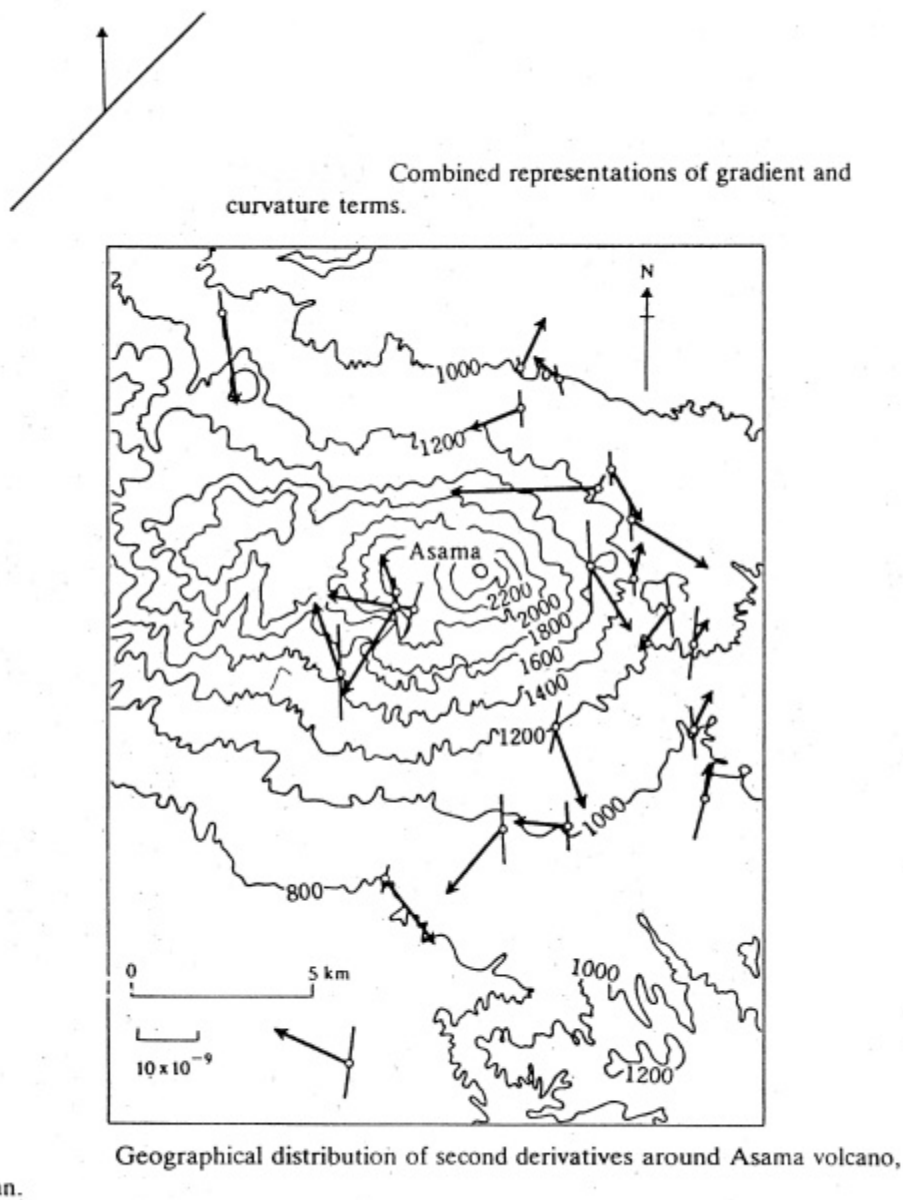 Combined representations of gradient and
curvature terms.
N
1000
1200
Asama
2200
2000
1800
1600
1400
1200
1000
800
0 5 km
1000
10 x 10⁻⁹
1200
Geographical distribution of second derivatives around Asama volcano,
an.